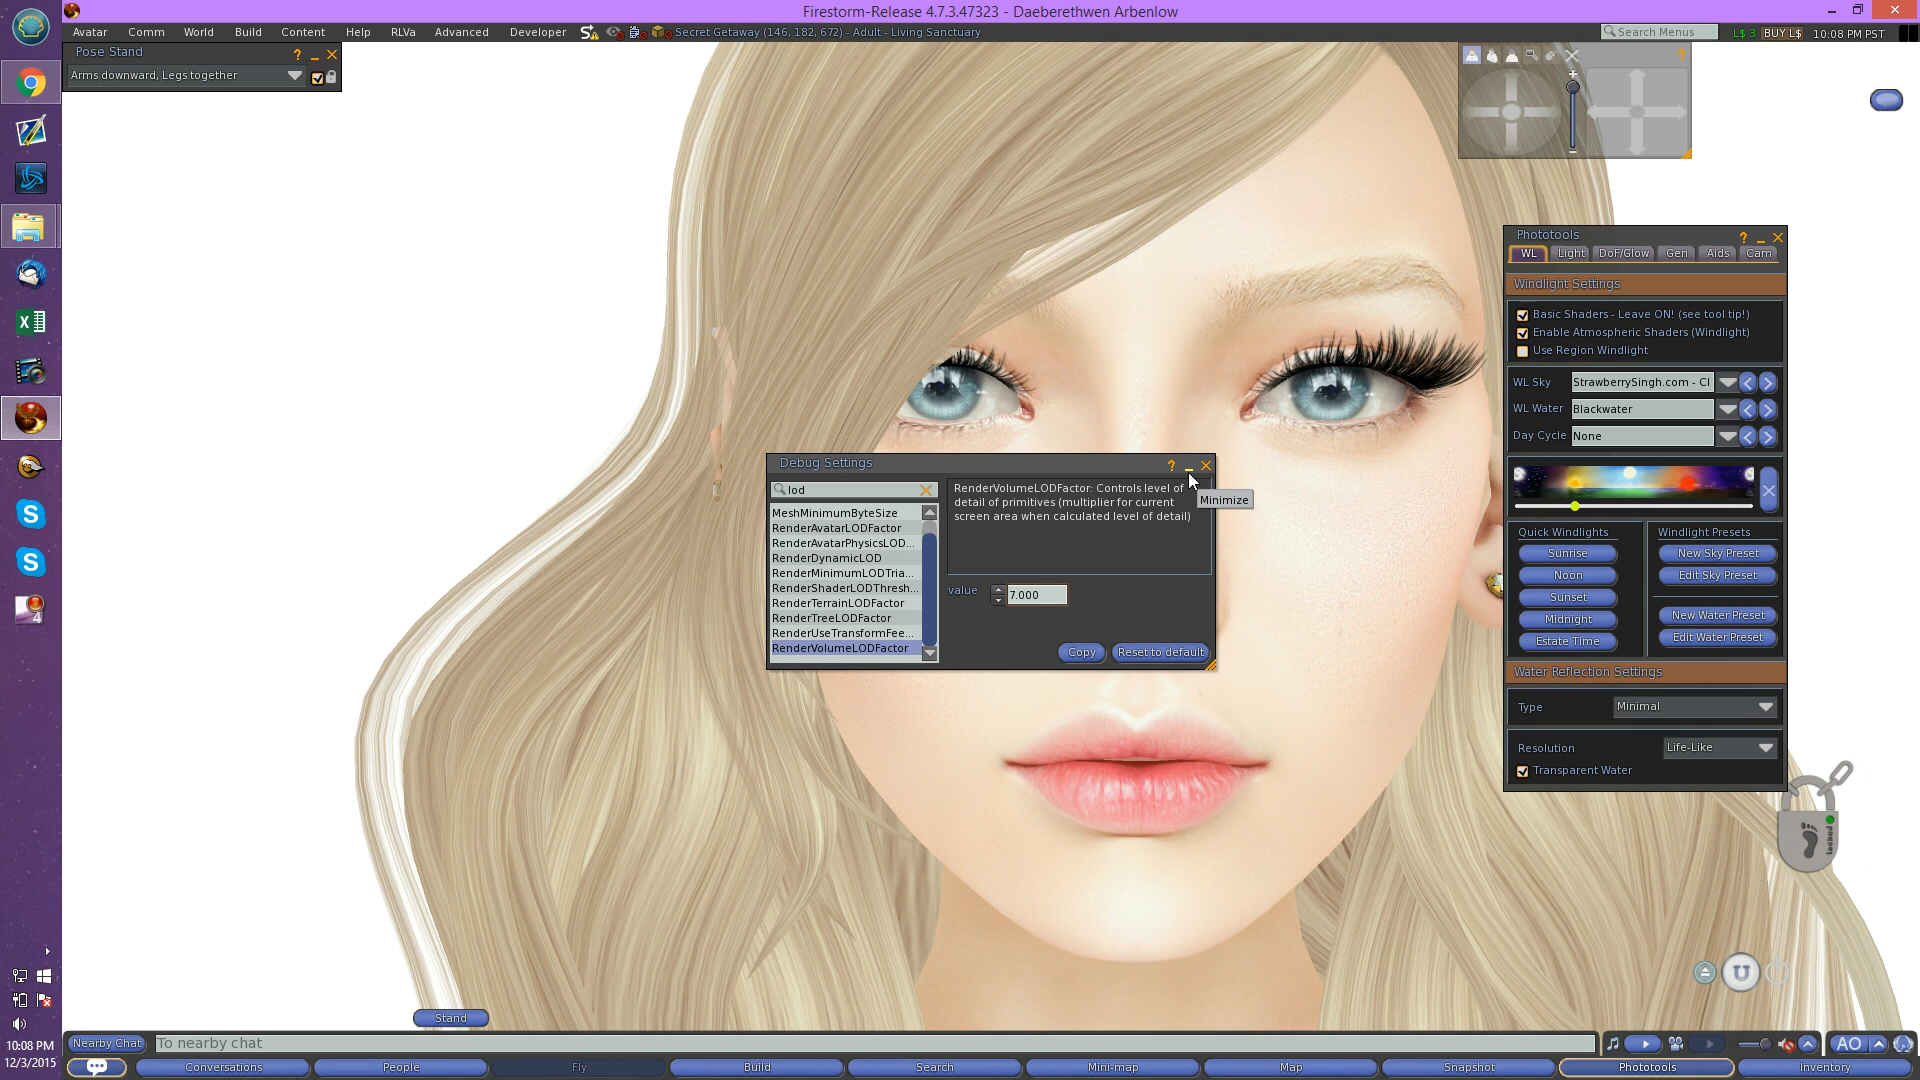 Firestorm-Release 4.7.3.47323 - Daeberethwen Arbenlow
Avatar Comm World Build Content Help RLVa Advanced Developer
Secret Getaway (146, 182, 672) - Adult - Living Sanctuary
Search Menus
L$ 3 BUY L$ 10:08 PM PST
Pose Stand
Arms downward, Legs together
Phototools
WL Light DoF/Glow Gen Aids Cam
Windlight Settings
Basic Shaders - Leave ON! (see tool tip!)
Enable Atmospheric Shaders (Windlight)
Use Region Windlight
WL Sky StrawberrySingh.com - Cl
WL Water Blackwater
Day Cycle None
Quick Windlights
Sunrise
Noon
Sunset
Midnight
Estate Time
Windlight Presets
New Sky Preset
Edit Sky Preset
New Water Preset
Edit Water Preset
Water Reflection Settings
Type Minimal
Resolution Life-Like
Transparent Water
Debug Settings
lod
MeshMinimumByteSize
RenderAvatarLODFactor
RenderAvatarPhysicsLOD...
RenderDynamicLOD
RenderMinimumLODTria...
RenderShaderLODThresh...
RenderTerrainLODFactor
RenderTreeLODFactor
RenderUseTransformFee...
RenderVolumeLODFactor
RenderVolumeLODFactor: Controls level of
detail of primitives (multiplier for current
screen area when calculated level of detail)
value 7.000
Copy Reset to default
Minimize
locked
U
Stand
Nearby Chat To nearby chat
AO
Conversations People Fly Build Search Mini-map Map Snapshot Phototools Inventory
4
10:08 PM
12/3/2015